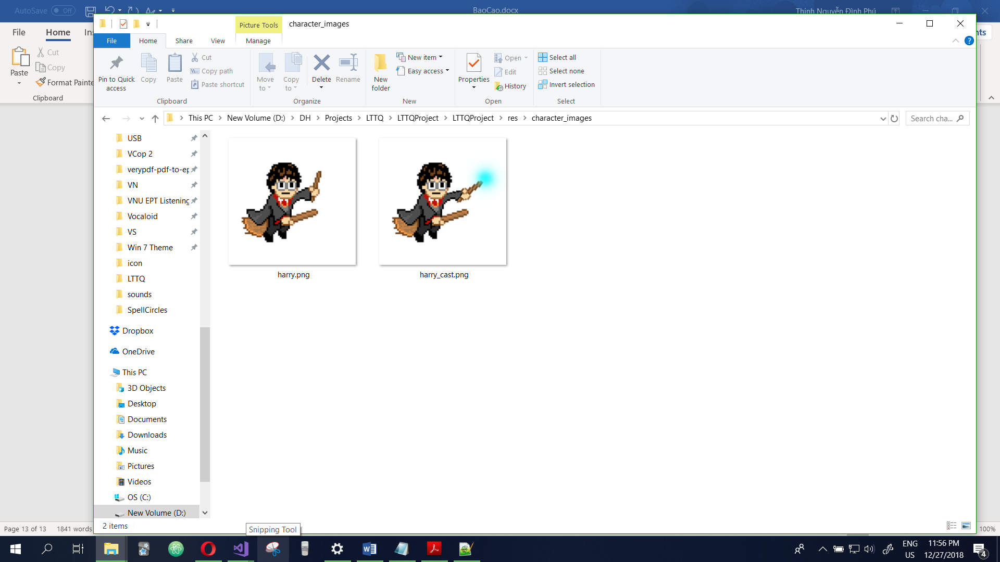 AutoSave Off
BaoCao.docx
Thịnh Nguyễn Đình Phú
File Home Ins
nts
Paste
Cut
Copy
Format Painte
Clipboard
Picture Tools
character_images
File Home Share View Manage
Pin to Quick access
Copy
Paste
Cut
Copy path
Paste shortcut
Clipboard
Move to
Copy to
Delete
Rename
Organize
New folder
New item
Easy access
New
Properties
Open
Edit
History
Open
Select all
Select none
Invert selection
Select
This PC > New Volume (D:) > DH > Projects > LTTQ > LTTQProject > LTTQProject > res > character_images
Search cha...
USB
VCop 2
verypdf-pdf-to-ep
VN
VNU EPT Listening
Vocaloid
VS
Win 7 Theme
icon
LTTQ
sounds
SpellCircles
Dropbox
OneDrive
This PC
3D Objects
Desktop
Documents
Downloads
Music
Pictures
Videos
OS (C:)
New Volume (D:)
harry.png
harry_cast.png
2 items
Snipping Tool
Page 13 of 13 1841 words
100%
ENG
US
11:56 PM
12/27/2018
4